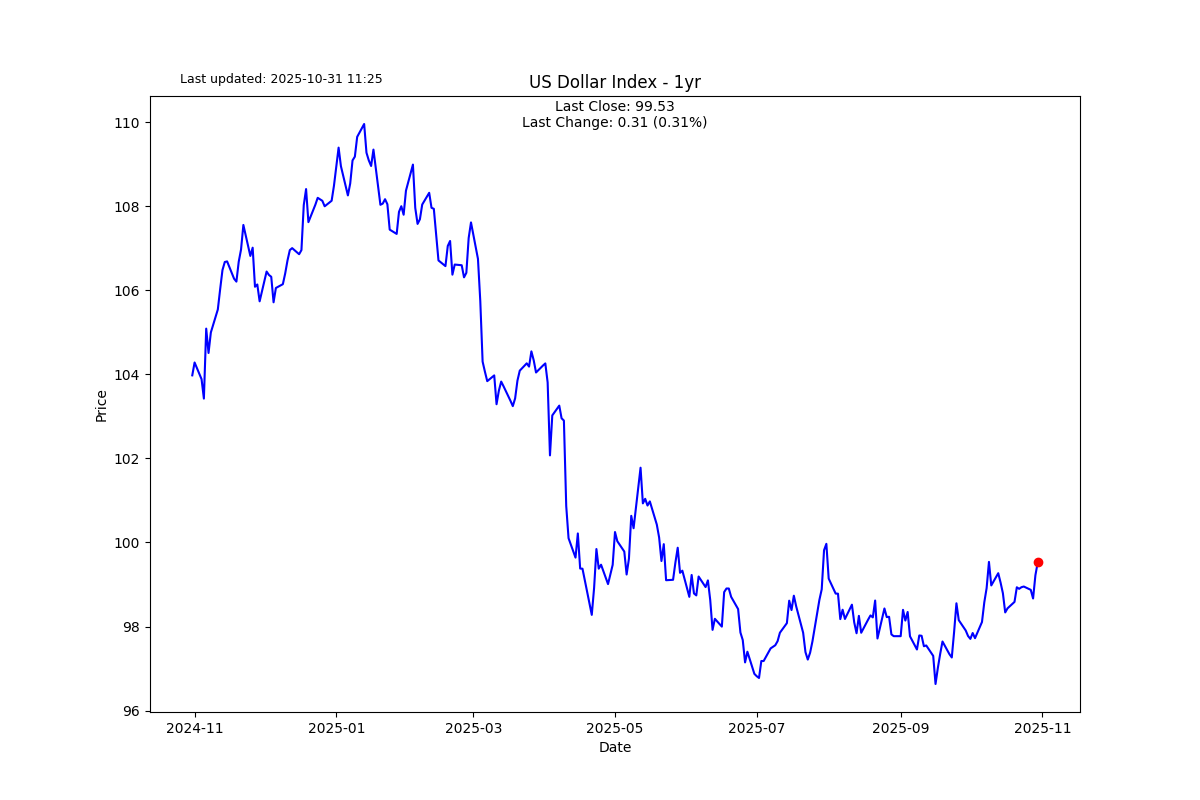 Last updated: 2025-10-31 11:25
US Dollar Index - 1yr
Last Close: 99.53
Last Change: 0.31 (0.31%)
110
108
106
104
102
100
98
96
Price
2024-11
2025-01
2025-03
2025-05
2025-07
2025-09
2025-11
Date